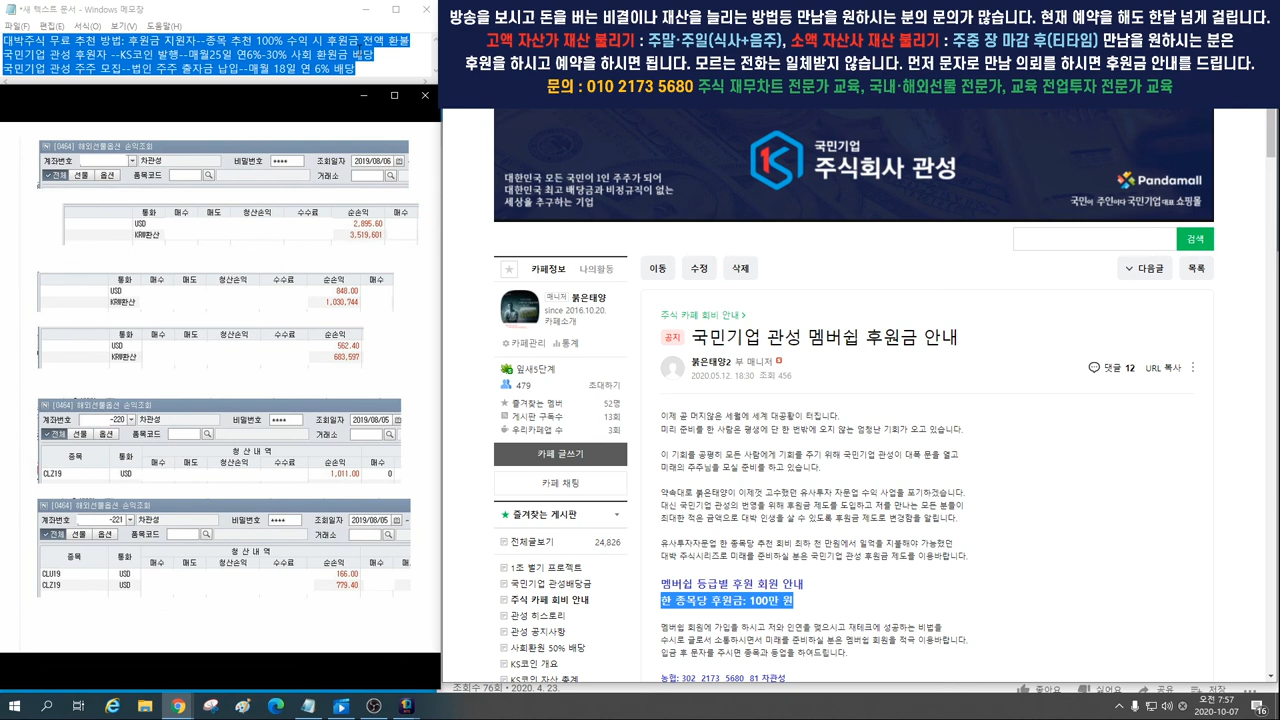 *새 텍스트 문서 - Windows 메모장
파일(F) 편집(E) 서식(O) 보기(V) 도움말(H)
대박주식 무료 추천 방법: 후원금 지원자--종목 추천 100% 수익 시 후원금 전액 환불
국민기업 관성 후원자 --KS코인 발행--매월25일 연6%-30% 사회 환원금 배당
국민기업 관성 주주 모집--법인 주주 출자금 납입--매월 18일 연 6% 배당
방송을 보시고 돈을 버는 비결이나 재산을 늘리는 방법등 만남을 원하시는 분의 문의가 많습니다. 현재 예약을 해도 한달 넘게 걸립니다.
고액 자산가 재산 불리기 : 주말·주일(식사+음주), 소액 자산사 재산 불리기 : 주중 장 마감 후(티타임) 만남을 원하시는 분은
후원을 하시고 예약을 하시면 됩니다. 모르는 전화는 일체받지 않습니다. 먼저 문자로 만남 의뢰를 하시면 후원금 안내를 드립니다.
문의 : 010 2173 5680 주식 재무차트 전문가 교육, 국내·해외선물 전문가, 교육 전업투자 전문가 교육
[0464] 해외선물옵션 손익조회
계좌번호 차관성 비밀번호 **** 조회일자 2019/08/06
전체 선물 옵션 품목코드 거래소
통화 매수 매도 청산손익 수수료 순손익 매수
USD 2,895.60
KRW환산 3,519,601
통화 매수 매도 청산손익 수수료 순손익 매수
USD 848.00
KRW환산 1,030,744
통화 매수 매도 청산손익 수수료 순손익
USD 562.40
KRW환산 683,597
[0464] 해외선물옵션 손익조회
계좌번호 -220 차관성 비밀번호 **** 조회일자 2019/08/05
전체 선물 옵션 품목코드 거래소
종목 통화 청 산 내 역
매수 매도 청산손익 수수료 순손익 매수
CLZ19 USD 1,011.00 0
[0464] 해외선물옵션 손익조회
계좌번호 -221 차관성 비밀번호 **** 조회일자 2019/08/05
전체 선물 옵션 품목코드 거래소
종목 통화 청 산 내 역
매수 매도 청산손익 수수료 순손익 매수
CLU19 USD 166.00
CLZ19 USD 779.40
대한민국 모든 국민이 1인 주주가 되어
대한민국 최고 배당금과 비정규직이 없는
세상을 추구하는 기업
국민기업
주식회사 관성
Pandamall
국민이 주인이다 국민기업 대표 쇼핑몰
검색
카페정보 나의활동
매니저 붉은태양
since 2016.10.20.
카페소개
카페관리 통계
잎새5단계
479 초대하기
즐겨찾는 멤버 52명
게시판 구독수 13회
우리카페앱 수 3회
카페 글쓰기
카페 채팅
즐겨찾는 게시판
전체글보기 24,826
1조 벌기 프로젝트
국민기업 관성배당금
주식 카페 회비 안내
관성 히스토리
관성 공지사항
사회환원 50% 배당
KS코인 개요
KS코인 자산 총계
이동 수정 삭제 다음글 목록
주식 카페 회비 안내 >
공지 국민기업 관성 멤버쉽 후원금 안내
붉은태양2 부 매니저
2020.05.12. 18:30 조회 456
댓글 12 URL 복사
이제 곧 머지않은 세월에 세계 대공황이 터집니다.
미리 준비를 한 사람은 평생에 단 한 번밖에 오지 않는 엄청난 기회가 오고 있습니다.
이 기회를 공평히 모든 사람에게 기회를 주기 위해 국민기업 관성이 대폭 문을 열고
미래의 주주님을 모실 준비를 하고 있습니다.
약속대로 붉은태양이 이제껏 고수했던 유사투자 자문업 수익 사업을 포기하겠습니다.
대신 국민기업 관성의 번영을 위해 후원금 제도를 도입하고 저를 만나는 모든 분들이
최대한 적은 금액으로 대박 인생을 살 수 있도록 후원금 제도로 변경함을 알립니다.
유사투자자문업 한 종목당 추천 회비 최하 천 만원에서 일억을 지불해야 가능했던
대박 주식시리즈로 미래를 준비하실 분은 국민기업 관성 후원금 제도를 이용바랍니다.
멤버쉽 등급별 후원 회원 안내
한 종목당 후원금: 100만 원
멤버쉽 회원에 가입을 하시고 저와 인연을 맺으시고 재테크에 성공하는 비법을
수시로 글로서 소통하시면서 미래를 준비하실 분은 멤버쉽 회원을 적극 이용바랍니다.
입금 후 문자를 주시면 종목과 등업을 하여드립니다.
농협: 302 2173 5680 81 차관성
조회수 76회 • 2020. 4. 23.
좋아요 싫어요 공유 저장
오전 7:57
2020-10-07
16